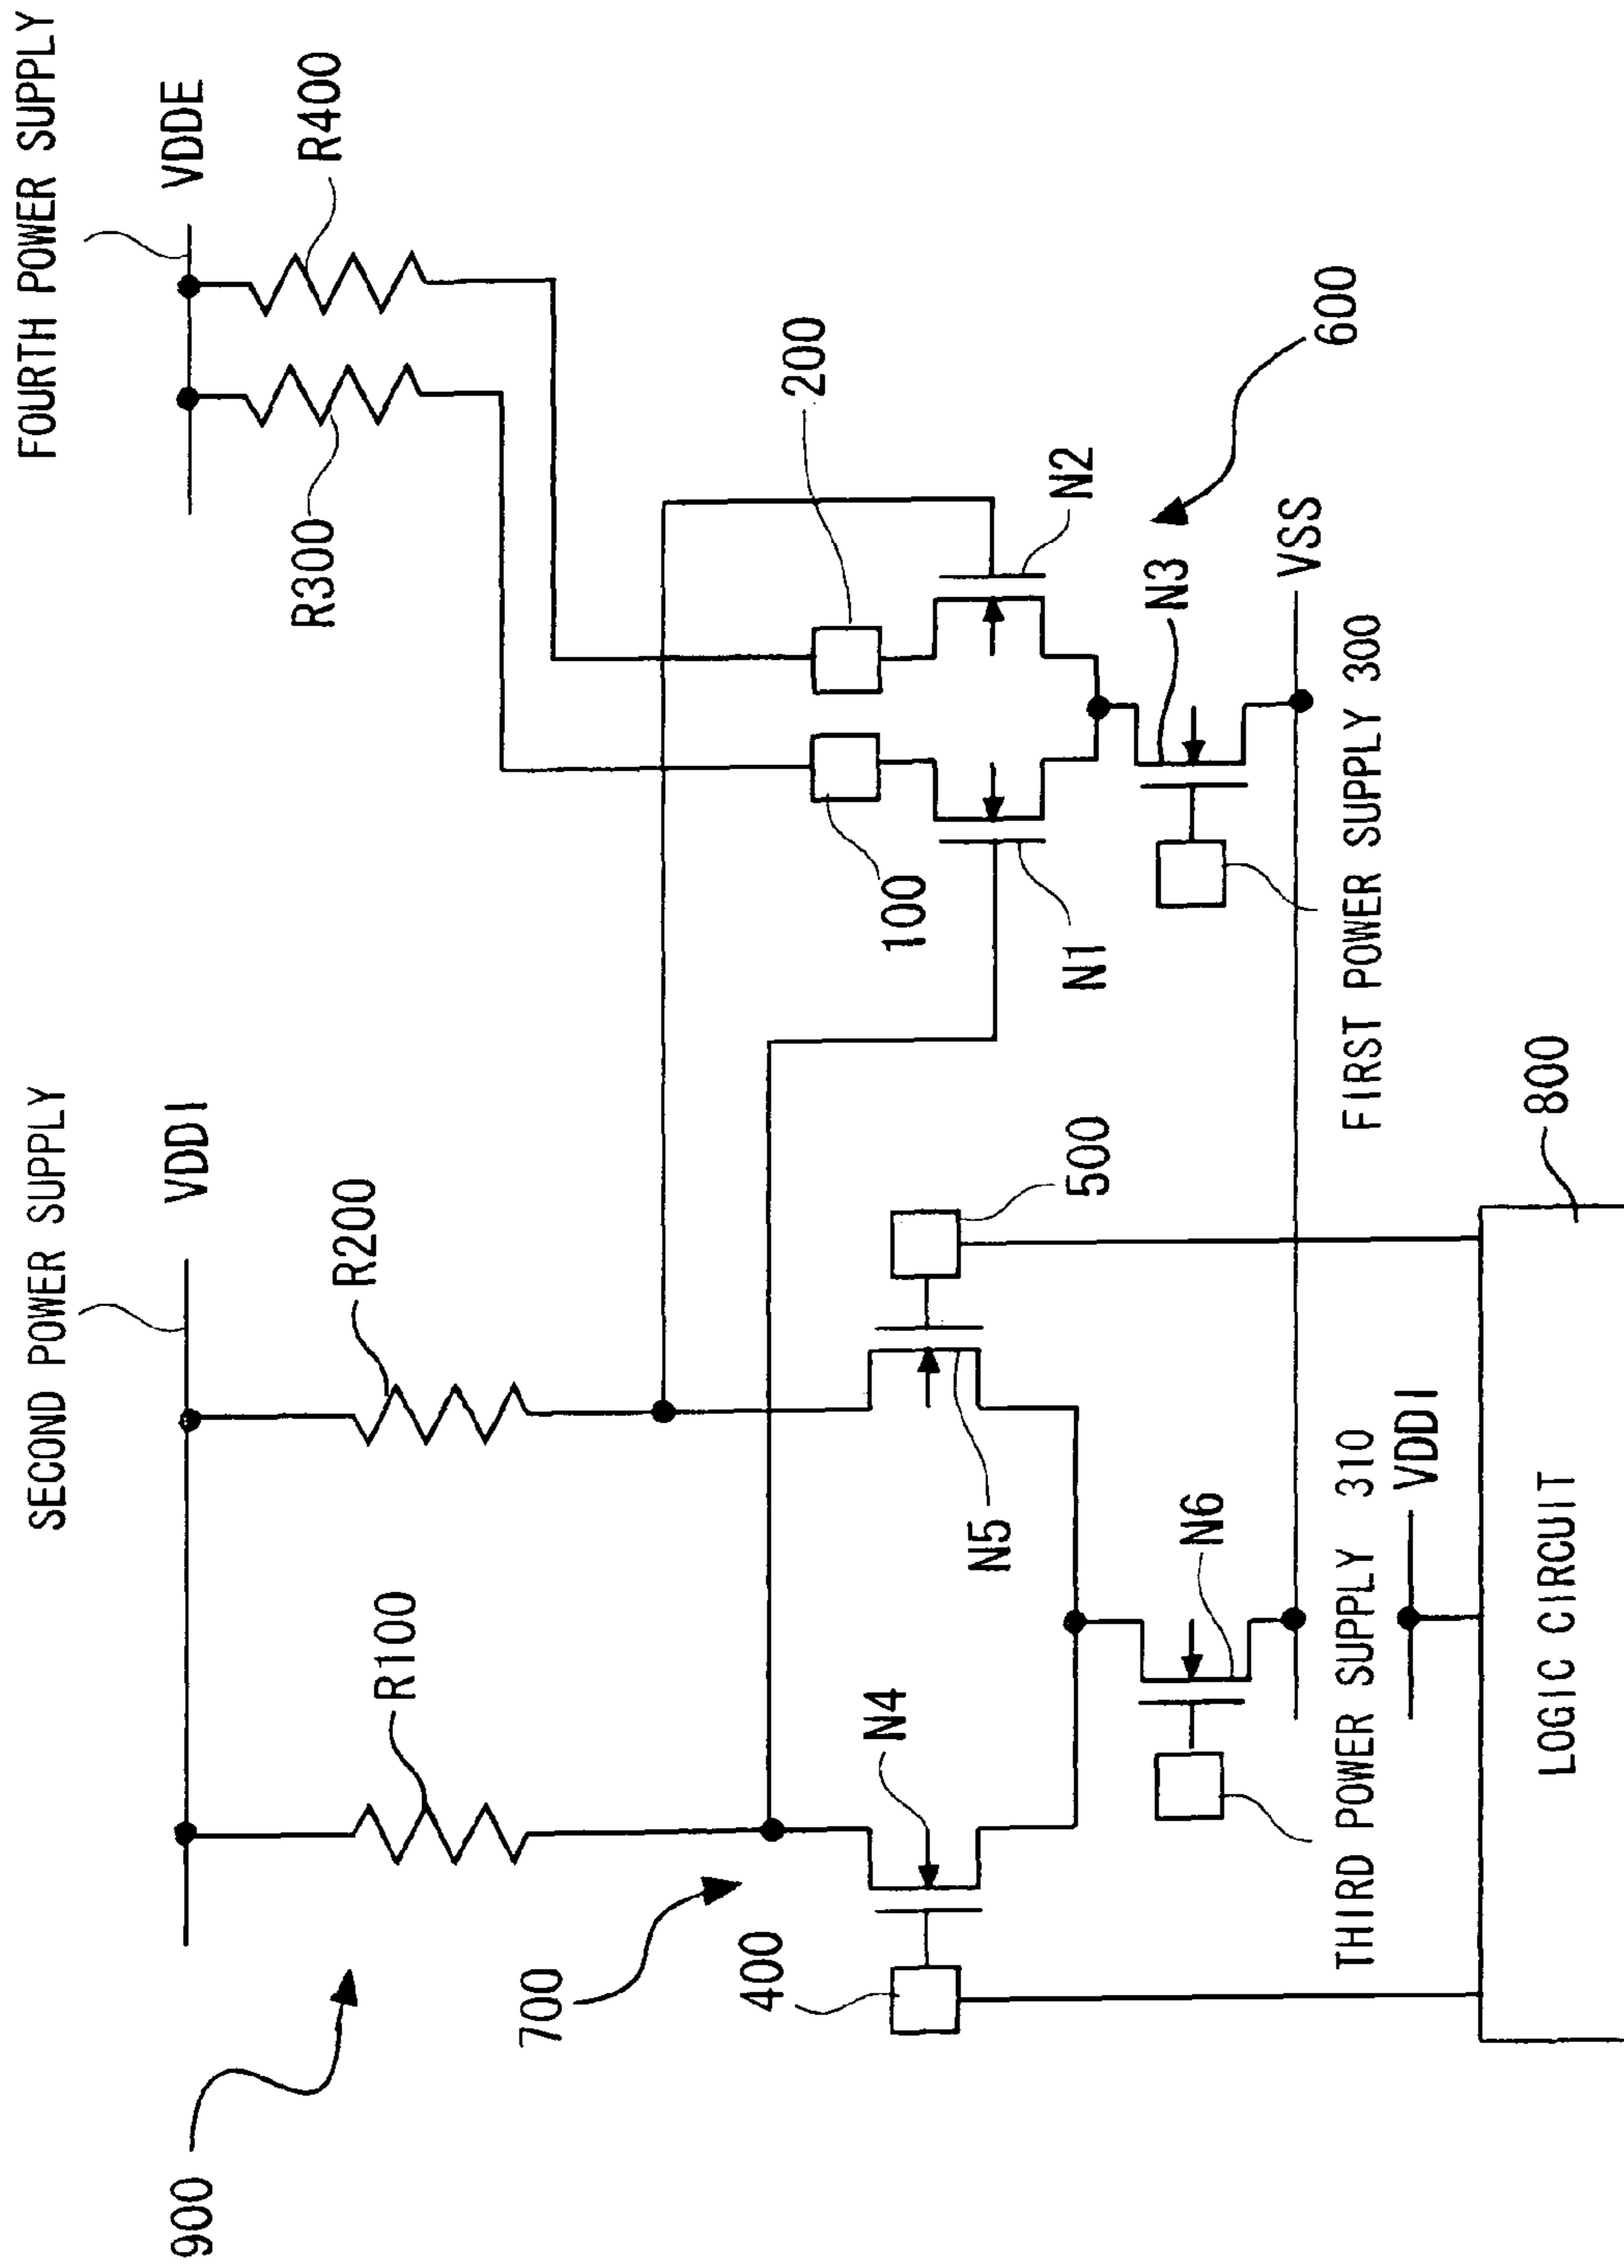 FOURTH POWER SUPPLY
SECOND POWER SUPPLY
VDDE
VDDI
R400
R300
R200
R100
900
700
200
100
N2
N1
600
N3
VSS
FIRST POWER SUPPLY 300
500
400
N5
N4
N6
THIRD POWER SUPPLY 310
VDDI
800
LOGIC CIRCUIT